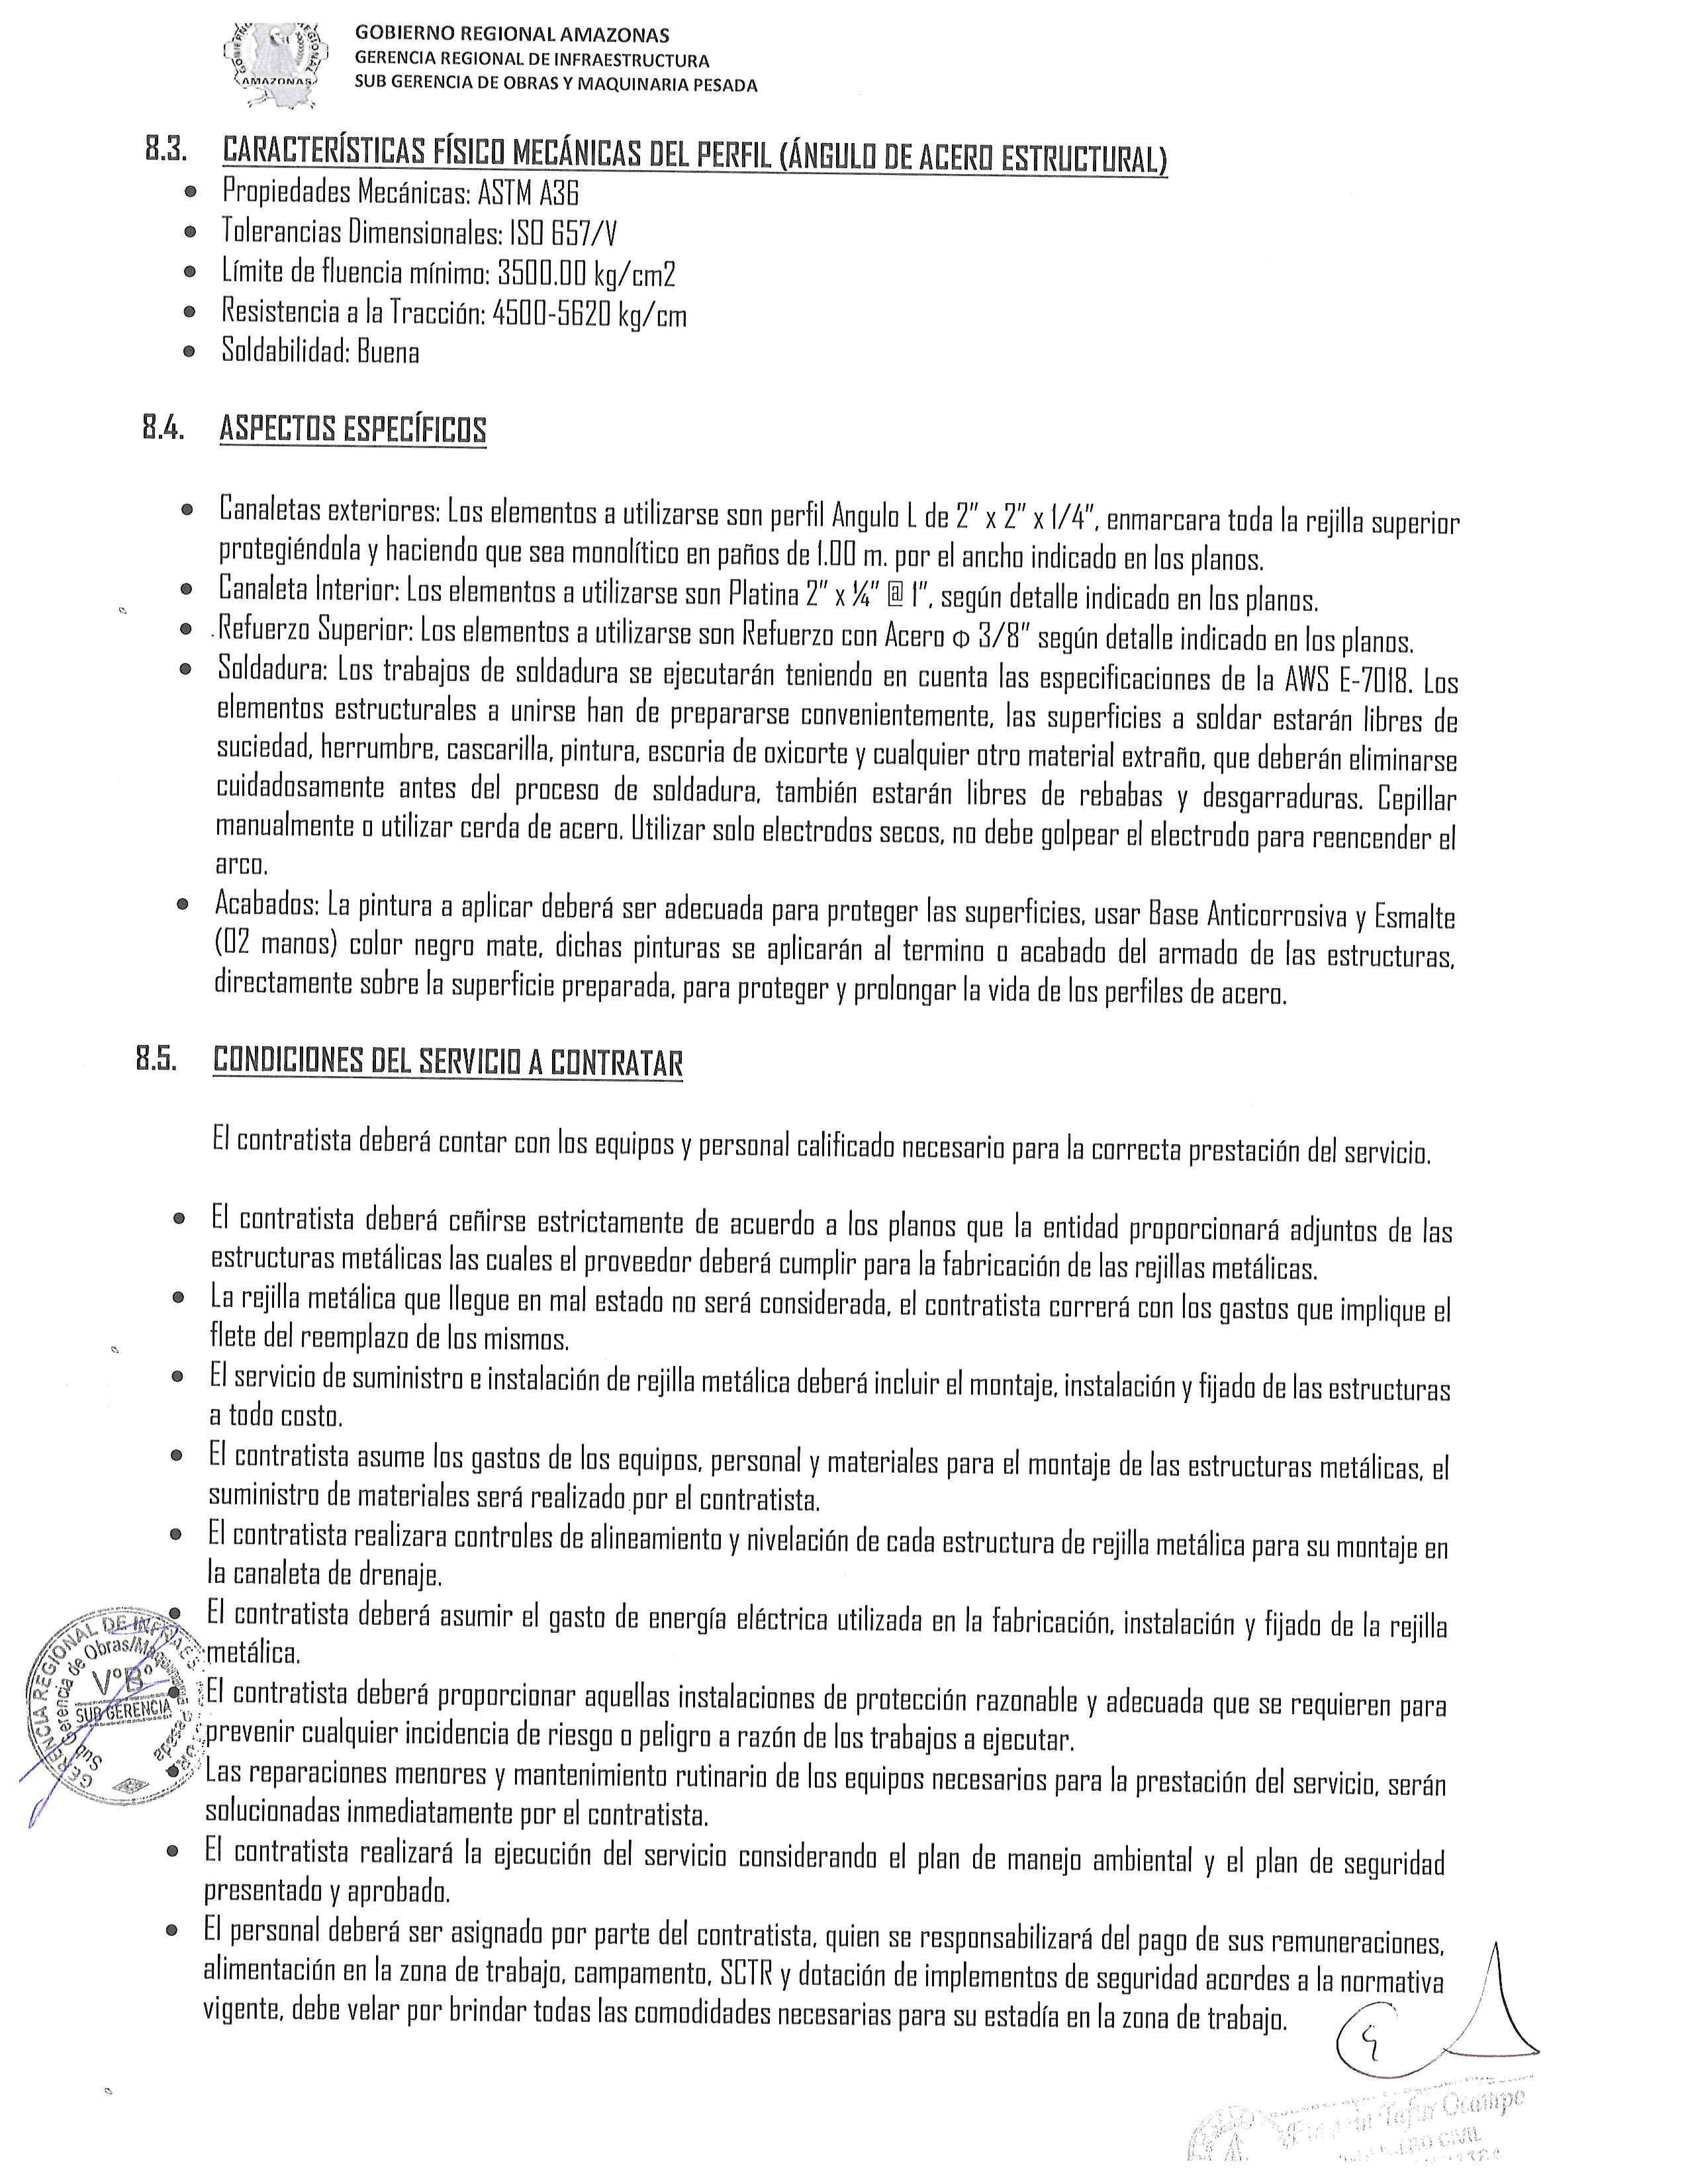 GOBIERNO REGIONAL AMAZONAS
GERENCIA REGIONAL DE INFRAESTRUCTURA
SUB GERENCIA DE OBRAS Y MAQUINARIA PESADA
AMAZONAS
8.3. CARACTERÍSTICAS FÍSICO MECÁNICAS DEL PERFIL (ÁNGULO DE ACERO ESTRUCTURAL)
• Propiedades Mecánicas: ASTM A36
• Tolerancias Dimensionales: ISO 657/V
• Límite de fluencia mínimo: 3500.00 kg/cm2
• Resistencia a la Tracción: 4500-5620 kg/cm
• Soldabilidad: Buena
8.4. ASPECTOS ESPECÍFICOS
• Canaletas exteriores: Los elementos a utilizarse son perfil Angulo L de 2" x 2" x 1/4", enmarcara toda la rejilla superior
protegiéndola y haciendo que sea monolítico en paños de 1.00 m. por el ancho indicado en los planos.
• Canaleta Interior: Los elementos a utilizarse son Platina 2" x ¼" @ 1", según detalle indicado en los planos.
• Refuerzo Superior: Los elementos a utilizarse son Refuerzo con Acero Φ 3/8" según detalle indicado en los planos.
• Soldadura: Los trabajos de soldadura se ejecutarán teniendo en cuenta las especificaciones de la AWS E-7018. Los
elementos estructurales a unirse han de prepararse convenientemente, las superficies a soldar estarán libres de
suciedad, herrumbre, cascarilla, pintura, escoria de oxicorte y cualquier otro material extraño, que deberán eliminarse
cuidadosamente antes del proceso de soldadura, también estarán libres de rebabas y desgarraduras. Cepillar
manualmente o utilizar cerda de acero. Utilizar solo electrodos secos, no debe golpear el electrodo para reencender el
arco.
• Acabados: La pintura a aplicar deberá ser adecuada para proteger las superficies, usar Base Anticorrosiva y Esmalte
(02 manos) color negro mate, dichas pinturas se aplicarán al termino o acabado del armado de las estructuras,
directamente sobre la superficie preparada, para proteger y prolongar la vida de los perfiles de acero.
8.5. CONDICIONES DEL SERVICIO A CONTRATAR
El contratista deberá contar con los equipos y personal calificado necesario para la correcta prestación del servicio.
• El contratista deberá ceñirse estrictamente de acuerdo a los planos que la entidad proporcionará adjuntos de las
estructuras metálicas las cuales el proveedor deberá cumplir para la fabricación de las rejillas metálicas.
• La rejilla metálica que llegue en mal estado no será considerada, el contratista correrá con los gastos que implique el
flete del reemplazo de los mismos.
• El servicio de suministro e instalación de rejilla metálica deberá incluir el montaje, instalación y fijado de las estructuras
a todo costo.
• El contratista asume los gastos de los equipos, personal y materiales para el montaje de las estructuras metálicas, el
suministro de materiales será realizado por el contratista.
• El contratista realizara controles de alineamiento y nivelación de cada estructura de rejilla metálica para su montaje en
la canaleta de drenaje.
• El contratista deberá asumir el gasto de energía eléctrica utilizada en la fabricación, instalación y fijado de la rejilla
metálica.
• El contratista deberá proporcionar aquellas instalaciones de protección razonable y adecuada que se requieren para
prevenir cualquier incidencia de riesgo o peligro a razón de los trabajos a ejecutar.
• Las reparaciones menores y mantenimiento rutinario de los equipos necesarios para la prestación del servicio, serán
solucionadas inmediatamente por el contratista.
• El contratista realizará la ejecución del servicio considerando el plan de manejo ambiental y el plan de seguridad
presentado y aprobado.
• El personal deberá ser asignado por parte del contratista, quien se responsabilizará del pago de sus remuneraciones,
alimentación en la zona de trabajo, campamento, SCTR y dotación de implementos de seguridad acordes a la normativa
vigente, debe velar por brindar todas las comodidades necesarias para su estadía en la zona de trabajo.
GERENCIA REGIONAL DE
Sub Gerencia de Obras/Maquinaria Pesada
V°B°
SUB GERENCIA
Tafur Ocampo
CIVIL